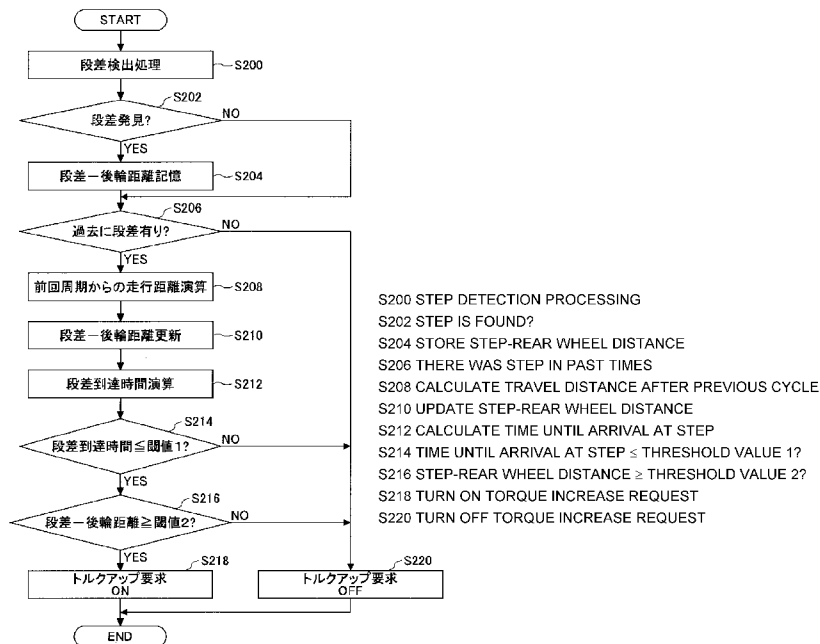 START
段差検出処理
S200
S202
段差発見?
NO
YES
段差ー後輪距離記憶
S204
S206
過去に段差有り?
NO
YES
前回周期からの走行距離演算
S208
段差ー後輪距離更新
S210
段差到達時間演算
S212
S214
段差到達時間≦閾値1?
NO
YES
S216
段差ー後輪距離≧閾値2?
NO
YES
S218
トルクアップ要求
ON
S220
トルクアップ要求
OFF
END
S200 STEP DETECTION PROCESSING
S202 STEP IS FOUND?
S204 STORE STEP-REAR WHEEL DISTANCE
S206 THERE WAS STEP IN PAST TIMES
S208 CALCULATE TRAVEL DISTANCE AFTER PREVIOUS CYCLE
S210 UPDATE STEP-REAR WHEEL DISTANCE
S212 CALCULATE TIME UNTIL ARRIVAL AT STEP
S214 TIME UNTIL ARRIVAL AT STEP ≤ THRESHOLD VALUE 1?
S216 STEP-REAR WHEEL DISTANCE ≥ THRESHOLD VALUE 2?
S218 TURN ON TORQUE INCREASE REQUEST
S220 TURN OFF TORQUE INCREASE REQUEST